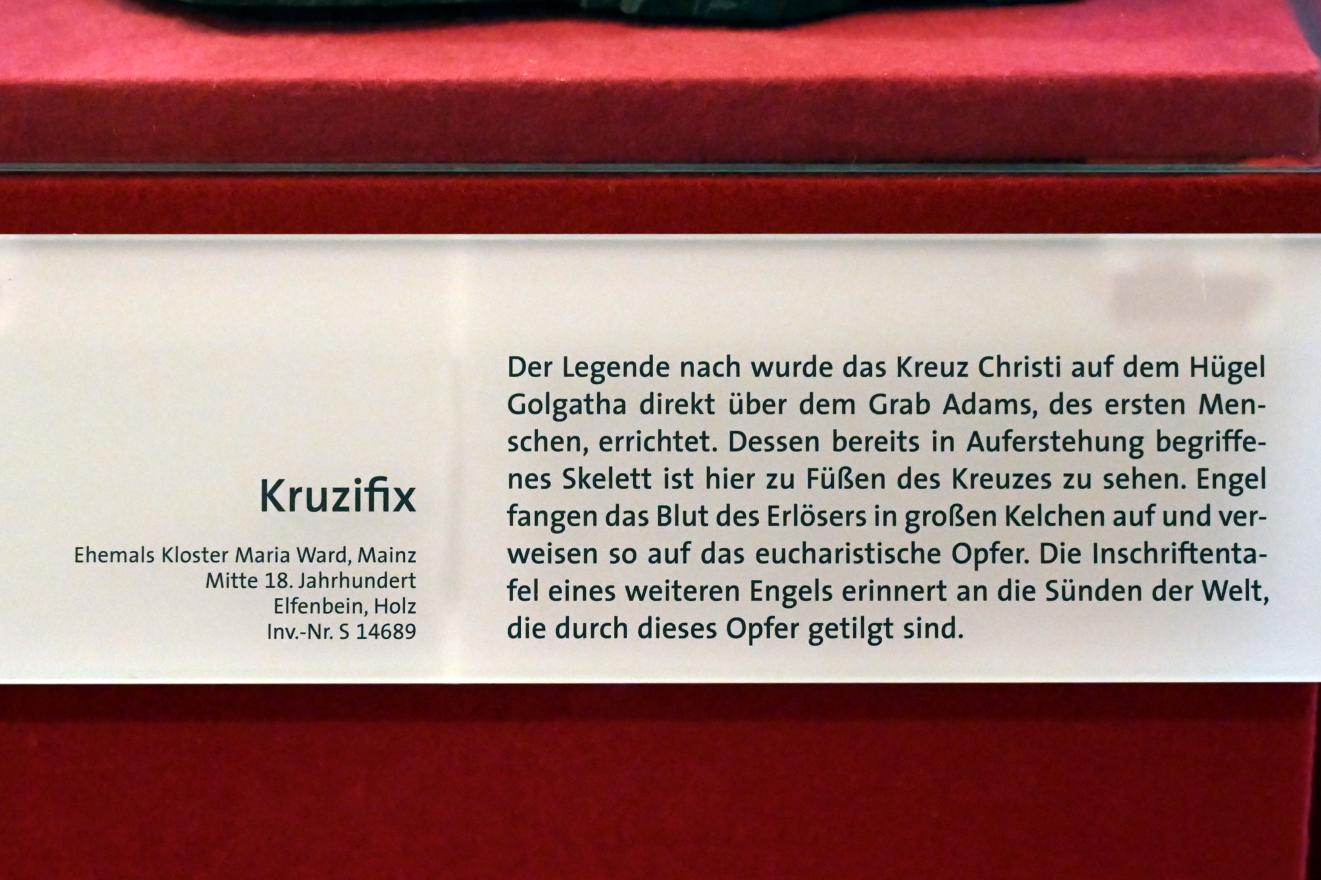 Kruzifix
Ehemals Kloster Maria Ward, Mainz
Mitte 18. Jahrhundert
Elfenbein, Holz
Inv.-Nr. S 14689
Der Legende nach wurde das Kreuz Christi auf dem Hügel
Golgatha direkt über dem Grab Adams, des ersten Men-
schen, errichtet. Dessen bereits in Auferstehung begriffe-
nes Skelett ist hier zu Füßen des Kreuzes zu sehen. Engel
fangen das Blut des Erlösers in großen Kelchen auf und ver-
weisen so auf das eucharistische Opfer. Die Inschriftenta-
fel eines weiteren Engels erinnert an die Sünden der Welt,
die durch dieses Opfer getilgt sind.